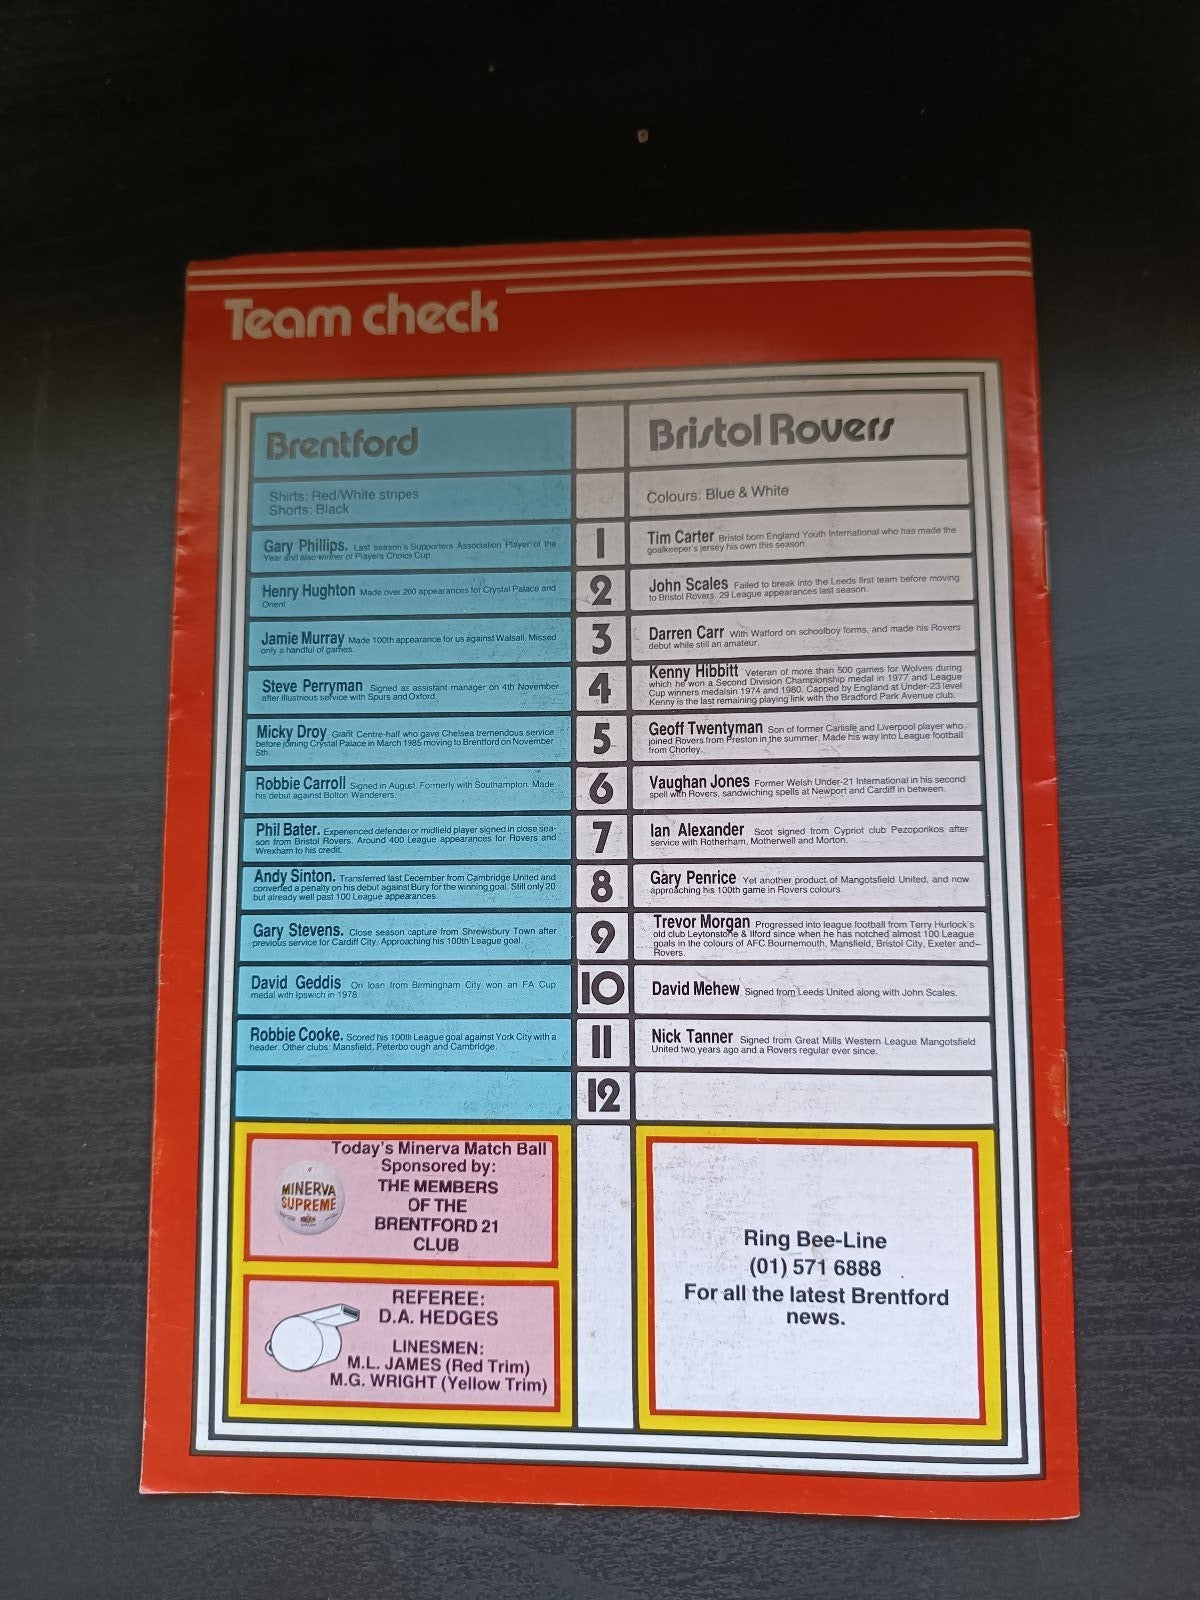 Team check
Brentford
Bristol Rovers
Shirts: Red/White stripes
Shorts: Black
Colours: Blue & White
Gary Phillips. Last season's Supporters Association Player of the
Year and also winner of Players Choice Cup.
1
Tim Carter Bristol born England Youth International who has made the
goalkeeper's jersey his own this season.
Henry Hughton Made over 200 appearances for Crystal Palace and
Orient
2
John Scales Failed to break into the Leeds first team before moving
to Bristol Rovers. 29 League appearances last season.
Jamie Murray Made 100th appearance for us against Walsall. Missed
only a handful of games.
3
Darren Carr With Watford on schoolboy forms, and made his Rovers
debut while still an amateur.
Steve Perryman Signed as assistant manager on 4th November
after illustrious service with Spurs and Oxford.
4
Kenny Hibbitt Veteran of more than 500 games for Wolves during
which he won a Second Division Championship medal in 1977 and League
Cup winners medalsin 1974 and 1980. Capped by England at Under-23 level
Kenny is the last remaining playing link with the Bradford Park Avenue club.
Micky Droy Giant Centre-half who gave Chelsea tremendous service
before joining Crystal Palace in March 1985 moving to Brentford on November
5th.
5
Geoff Twentyman Son of former Carlisle and Liverpool player who
joined Rovers from Preston in the summer. Made his way into League football
from Chorley.
Robbie Carroll Signed in August. Formerly with Southampton. Made
his debut against Bolton Wanderers.
6
Vaughan Jones Former Welsh Under-21 International in his second
spell with Rovers, sandwiching spells at Newport and Cardiff in between.
Phil Bater. Experienced defender or midfield player signed in close sea-
son from Bristol Rovers. Around 400 League appearances for Rovers and
Wrexham to his credit.
7
Ian Alexander Scot signed from Cypriot club Pezoporikos after
service with Rotherham, Motherwell and Morton.
Andy Sinton. Transferred last December from Cambridge United and
converted a penalty on his debut against Bury for the winning goal. Still only 20
but already well past 100 League appearances.
8
Gary Penrice Yet another product of Mangotsfield United, and now
approaching his 100th game in Rovers colours.
Gary Stevens. Close season capture from Shrewsbury Town after
previous service for Cardiff City. Approaching his 100th League goal.
9
Trevor Morgan Progressed into league football from Terry Hurlock's
old club Leytonstone & Ilford since when he has notched almost 100 League
goals in the colours of AFC Bournemouth, Mansfield, Bristol City, Exeter and
Rovers.
David Geddis On loan from Birmingham City won an FA Cup
medal with Ipswich in 1978
10
David Mehew Signed from Leeds United along with John Scales.
Robbie Cooke. Scored his 100th League goal against York City with a
header. Other clubs: Mansfield, Peterborough and Cambridge.
11
Nick Tanner Signed from Great Mills Western League Mangotsfield
United two years ago and a Rovers regular ever since.
12
Today's Minerva Match Ball
Sponsored by:
THE MEMBERS
OF THE
BRENTFORD 21
CLUB
MINERVA
SUPREME
REFEREE:
D.A. HEDGES
LINESMEN:
M.L. JAMES (Red Trim)
M.G. WRIGHT (Yellow Trim)
Ring Bee-Line
(01) 571 6888
For all the latest Brentford
news.